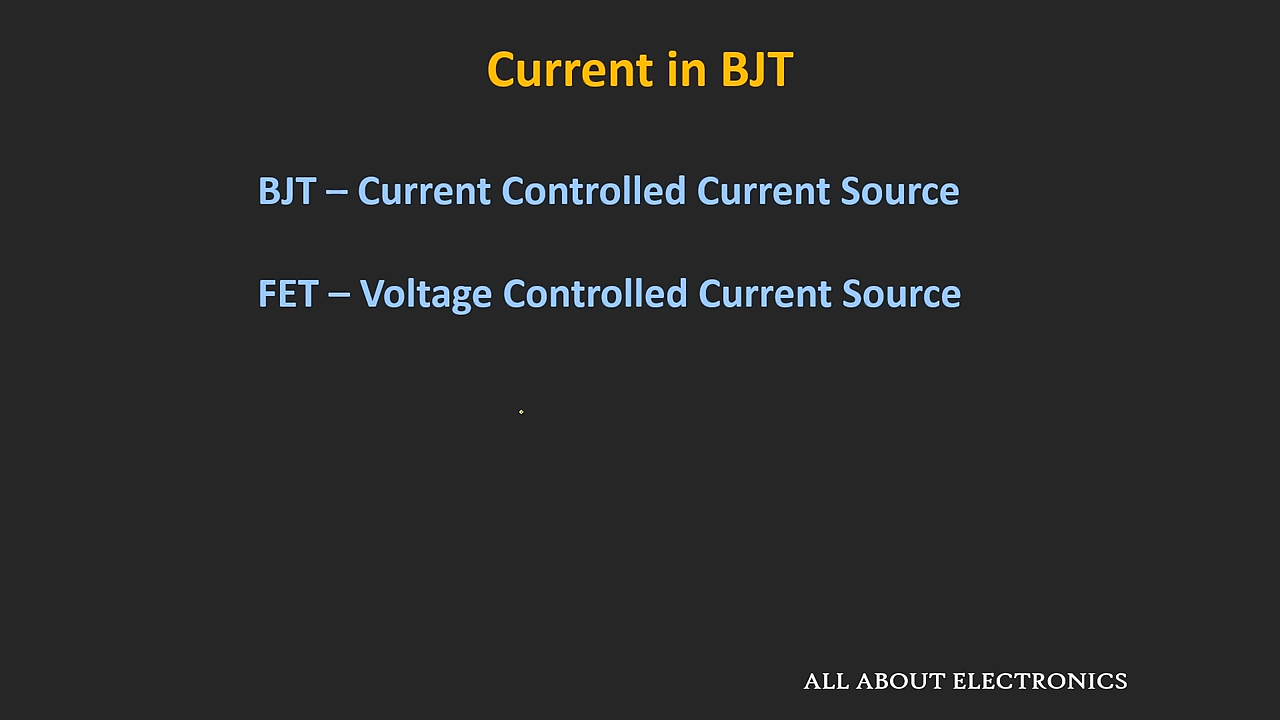 Current in BJT
BJT – Current Controlled Current Source
FET – Voltage Controlled Current Source
ALL ABOUT ELECTRONICS